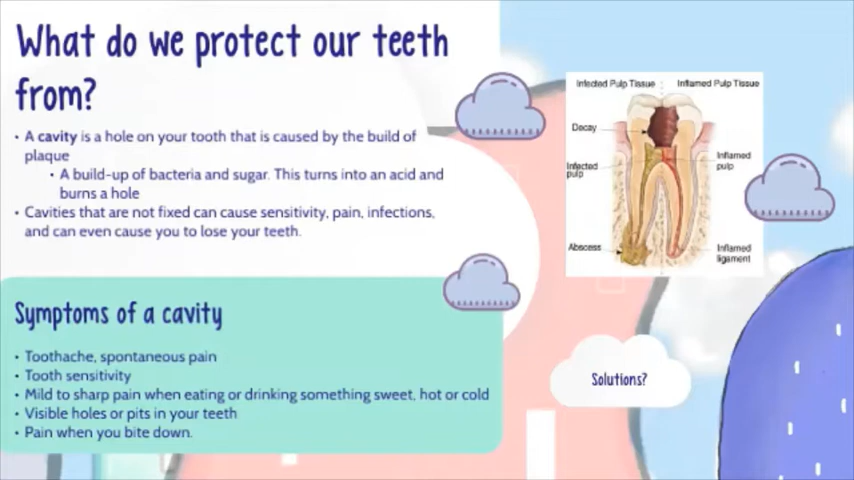 What do we protect our teeth
from?
• A cavity is a hole on your tooth that is caused by the build of
plaque
• A build-up of bacteria and sugar. This turns into an acid and
burns a hole
• Cavities that are not fixed can cause sensitivity, pain, infections,
and can even cause you to lose your teeth.
Symptoms of a cavity
• Toothache, spontaneous pain
• Tooth sensitivity
• Mild to sharp pain when eating or drinking something sweet, hot or cold
• Visible holes or pits in your teeth
• Pain when you bite down.
Infected Pulp Tissue
Inflamed Pulp Tissue
Decay
Infected
pulp
Abscess
Inflamed
pulp
Inflamed
ligament
Solutions?